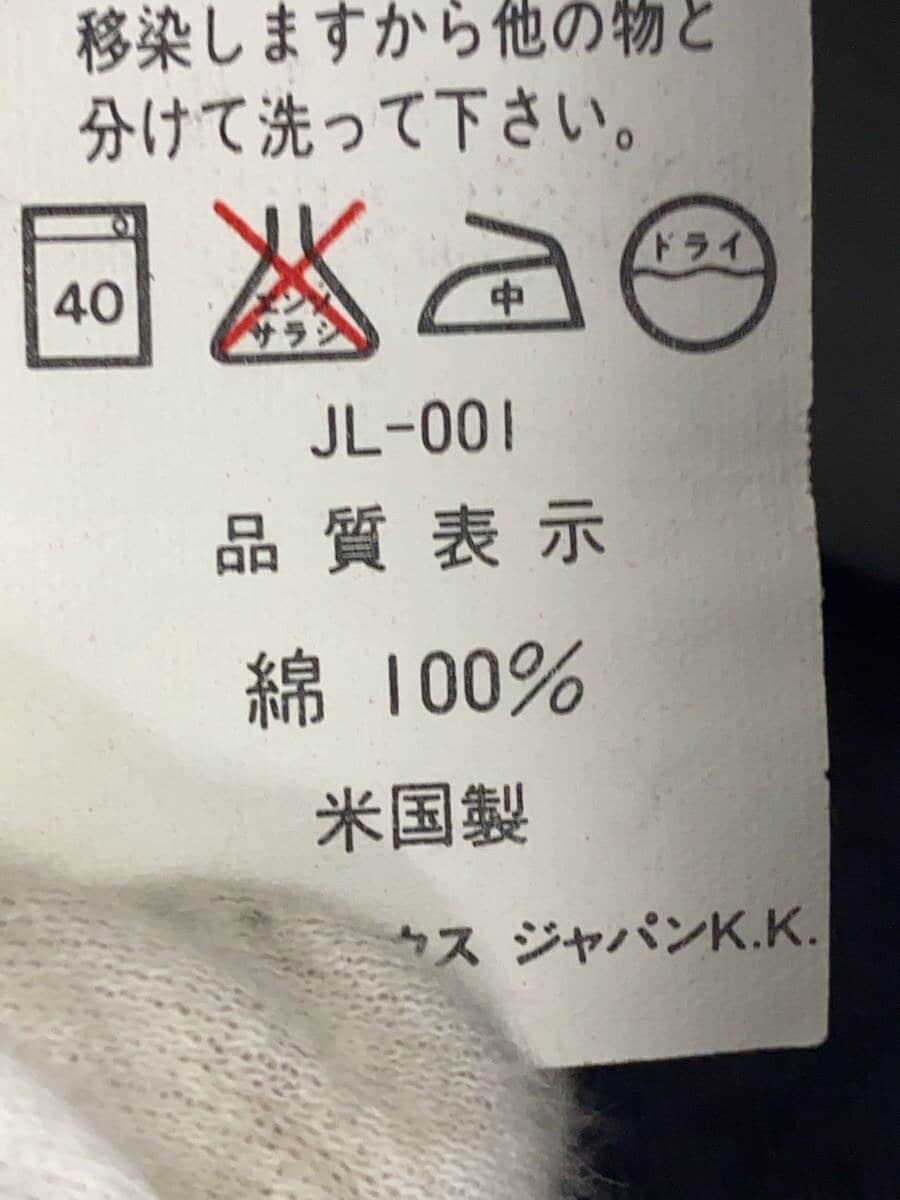 移染しますから他の物と
分けて洗って下さい。
40
エンソ
サラシ
中
ドライ
JL-001
品質表示
綿 100%
米国製
ス ジャパンK.K.